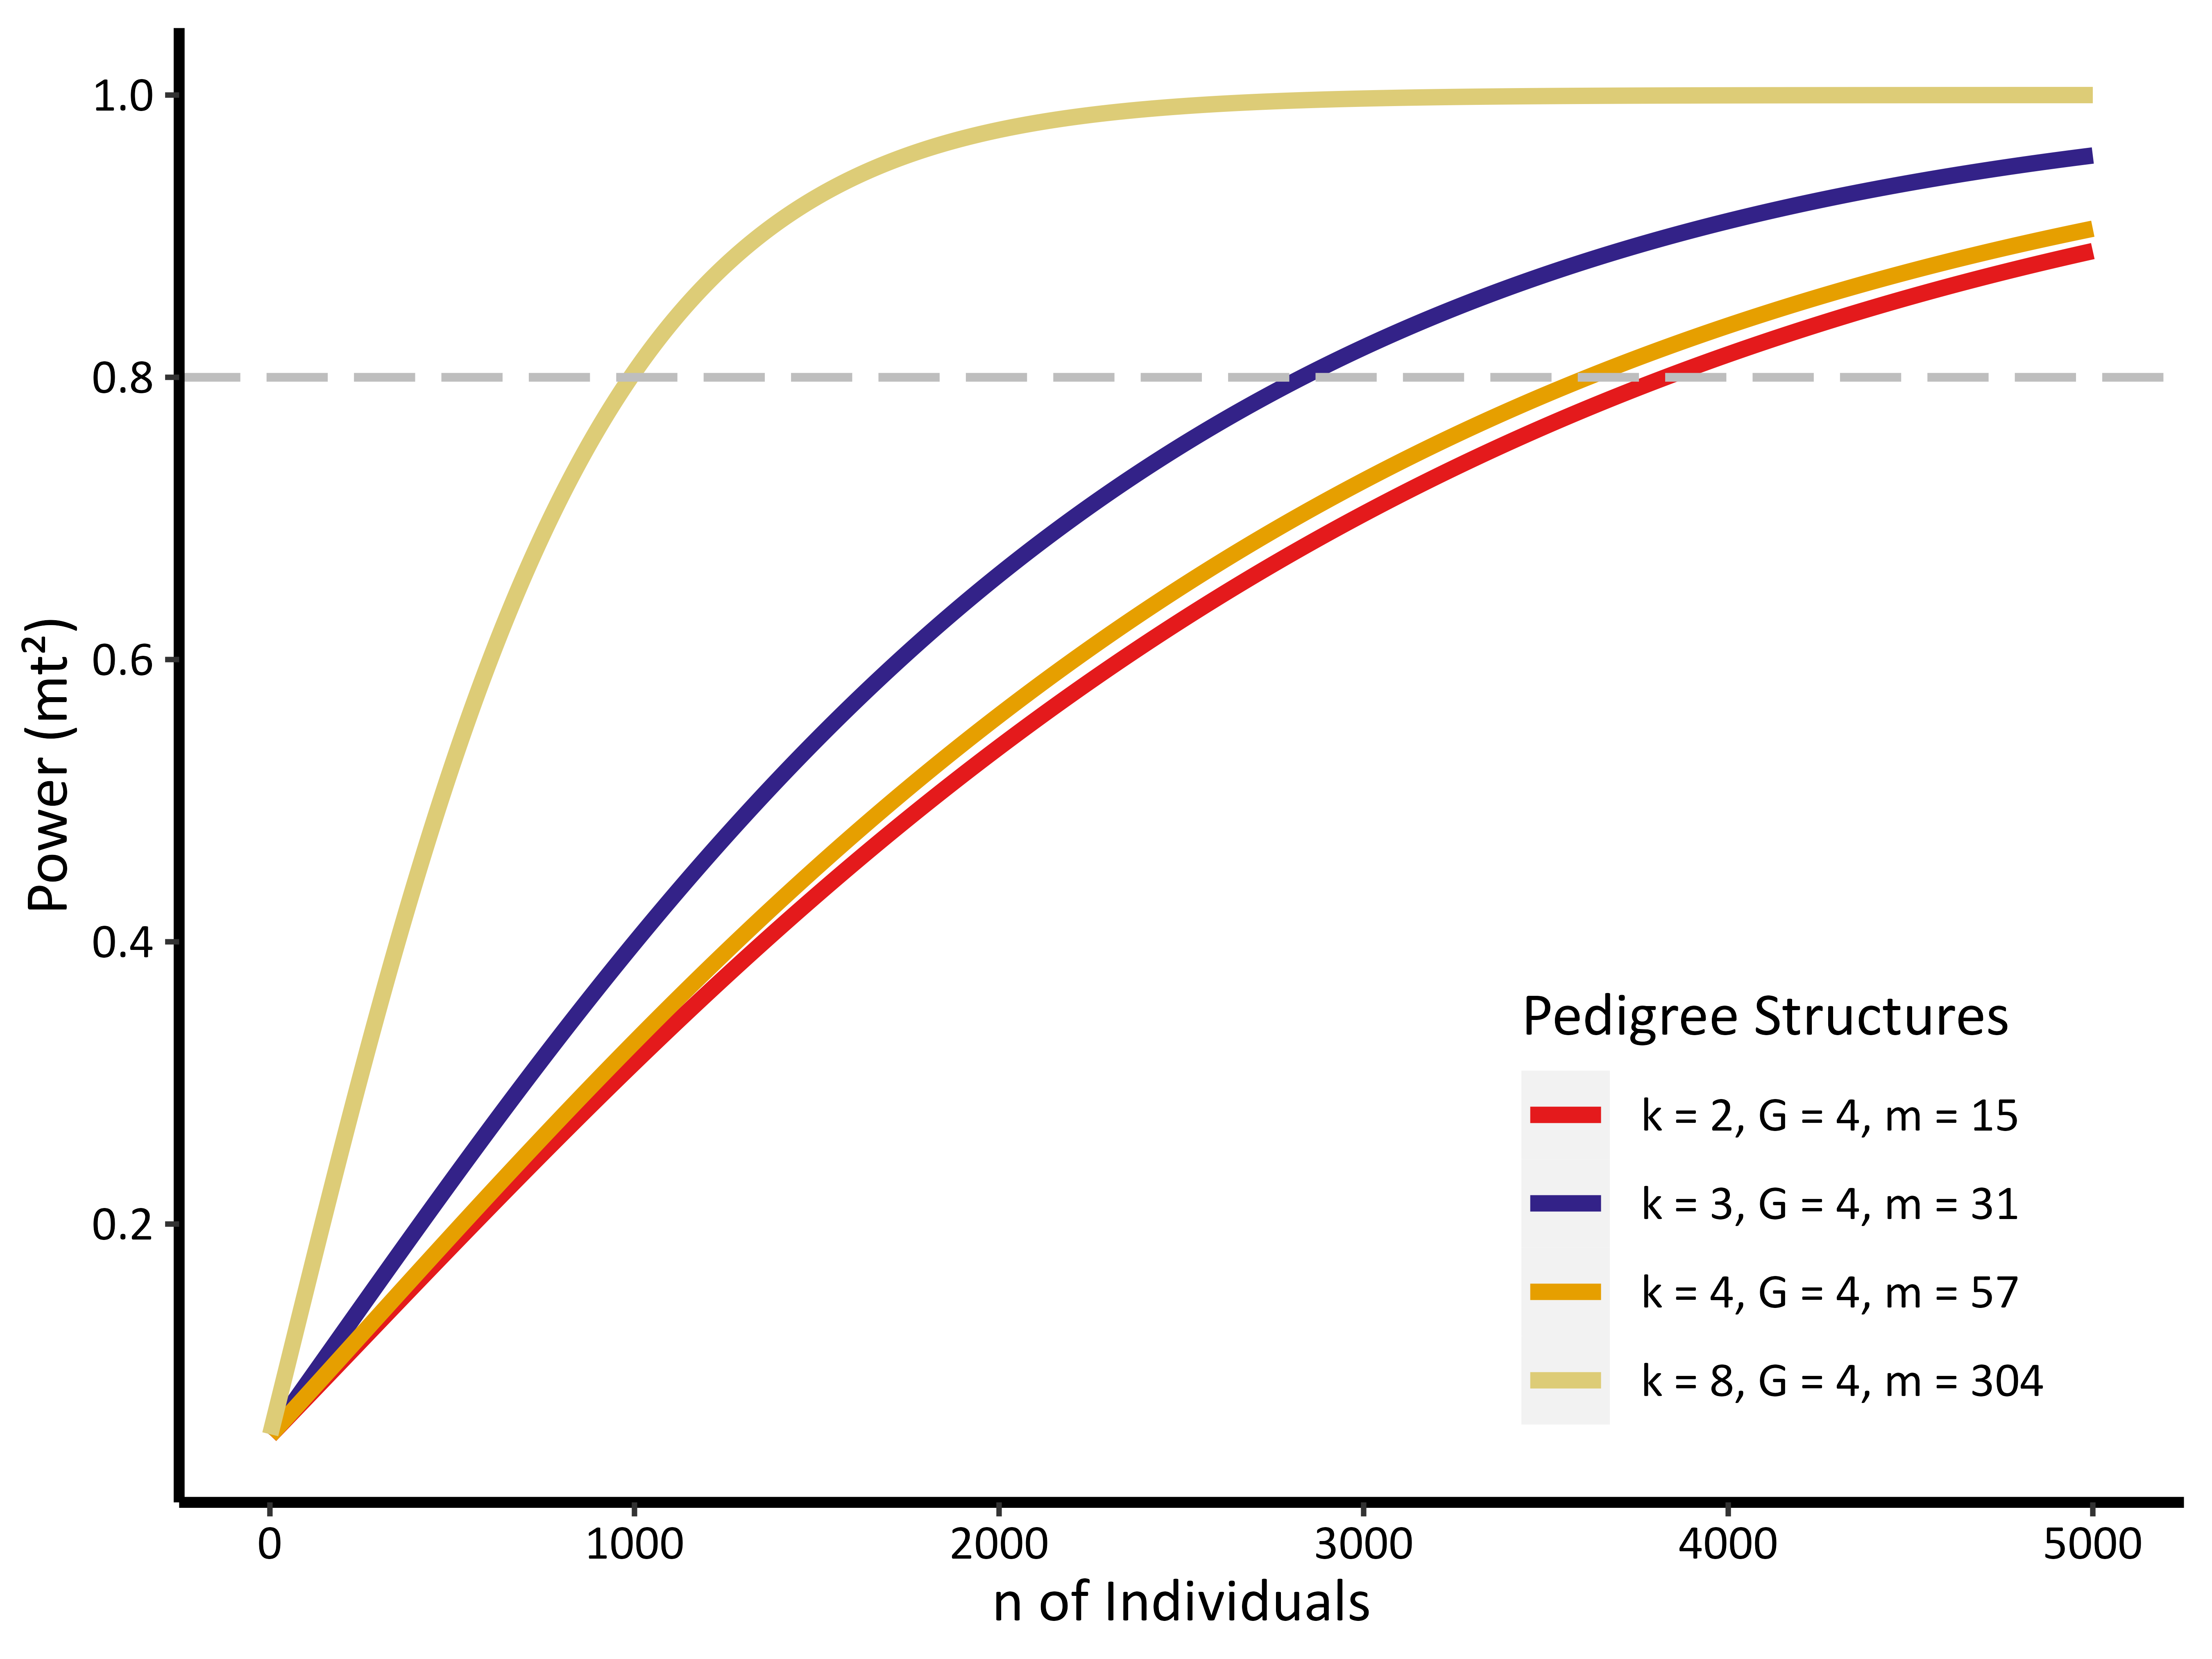 Power (mt²)
1.0
0.8
0.6
0.4
0.2
0
1000
2000
3000
4000
5000
n of Individuals
Pedigree Structures
k = 2, G = 4, m = 15
k = 3, G = 4, m = 31
k = 4, G = 4, m = 57
k = 8, G = 4, m = 304